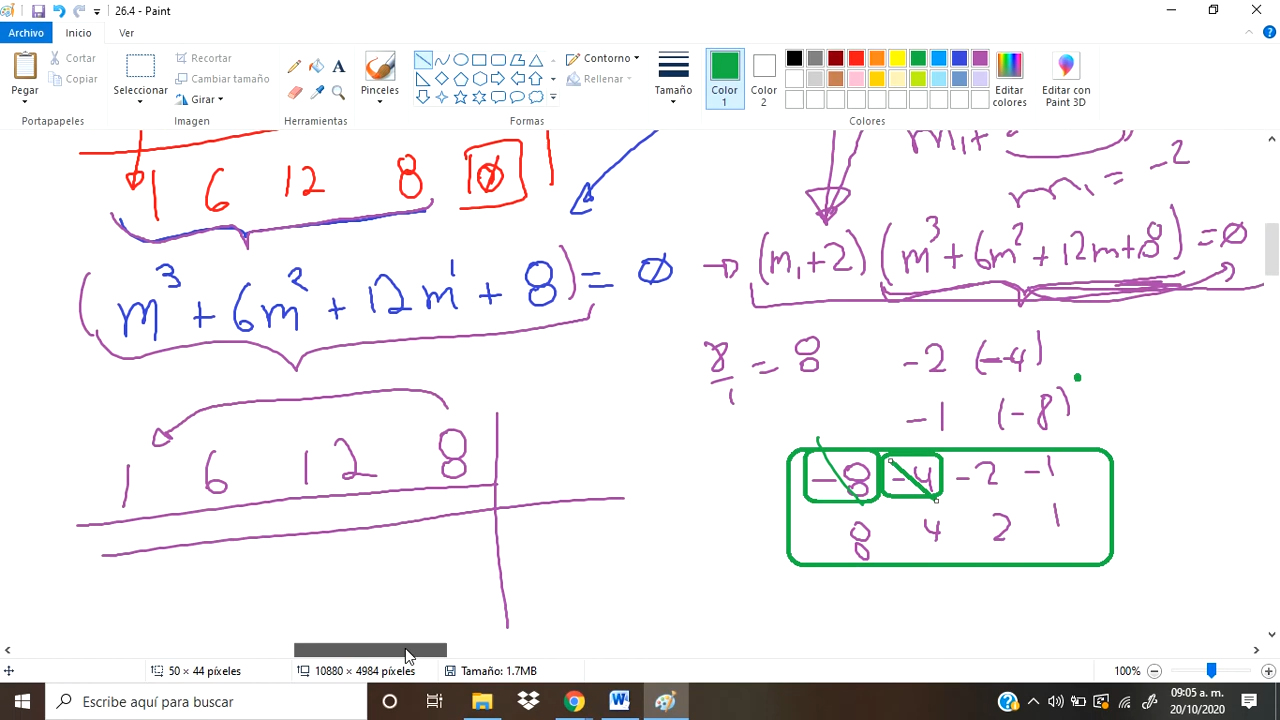 26.4 - Paint
Archivo Inicio Ver
Pegar
Cortar
Copiar
Portapapeles
Seleccionar
Recortar
Cambiar tamaño
Girar
Imagen
Herramientas
Pinceles
Formas
Contorno
Rellenar
Tamaño
Color 1
Color 2
Editar colores
Editar con Paint 3D
Colores
1 6 12 8 0
m₁ = -2
(m³ + 6m² + 12m¹ + 8) = Ø
(m₁+2) (m³ + 6m² + 12m + 8) = Ø
8/1 = 8
-2 (-4)
-1 (-8)
1 6 12 8
-8 -4 -2 -1
8 4 2 1
50 × 44 píxeles
10880 × 4984 píxeles
Tamaño: 1.7MB
100%
Escribe aquí para buscar
09:05 a. m.
20/10/2020